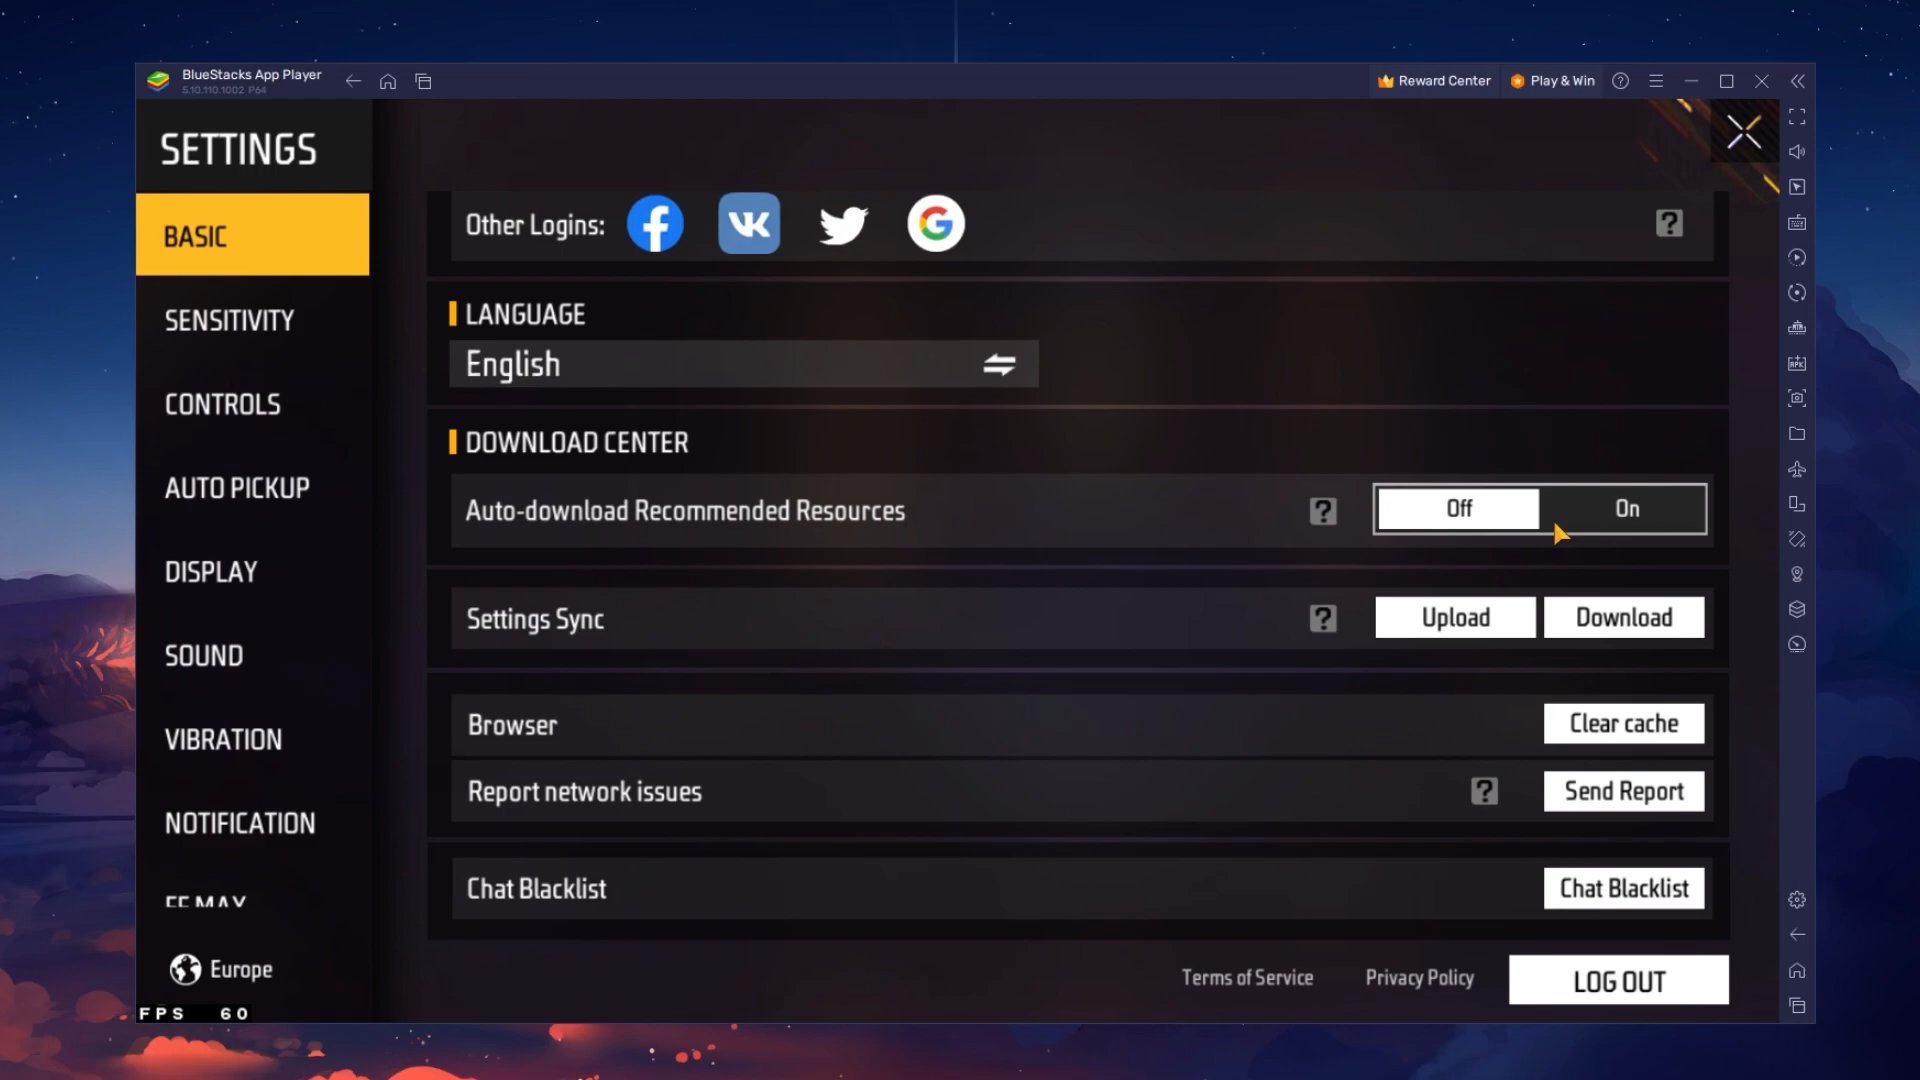 BlueStacks App Player
5.10.110.1002 P64
Reward Center
Play & Win
SETTINGS
BASIC
SENSITIVITY
CONTROLS
AUTO PICKUP
DISPLAY
SOUND
VIBRATION
NOTIFICATION
FF MAX
Europe
FPS 60
Other Logins:
LANGUAGE
English
DOWNLOAD CENTER
Auto-download Recommended Resources ? Off On
Settings Sync ? Upload Download
Browser Clear cache
Report network issues ? Send Report
Chat Blacklist Chat Blacklist
Terms of Service Privacy Policy LOG OUT